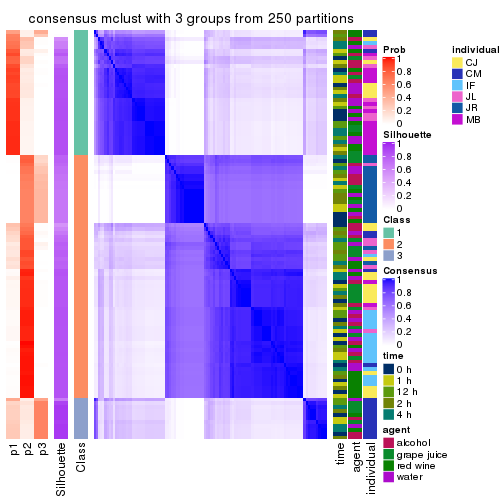 consensus mclust with 3 groups from 250 partitions
Prob
1
0.8
0.6
0.4
0.2
0
Silhouette
1
0.8
0.6
0.4
0.2
0
Class
1
2
3
Consensus
1
0.8
0.6
0.4
0.2
0
time
0 h
1 h
12 h
2 h
4 h
agent
alcohol
grape juice
red wine
water
individual
CJ
CM
IF
JL
JR
MB
p1
p2
p3
Silhouette
Class
time
agent
individual